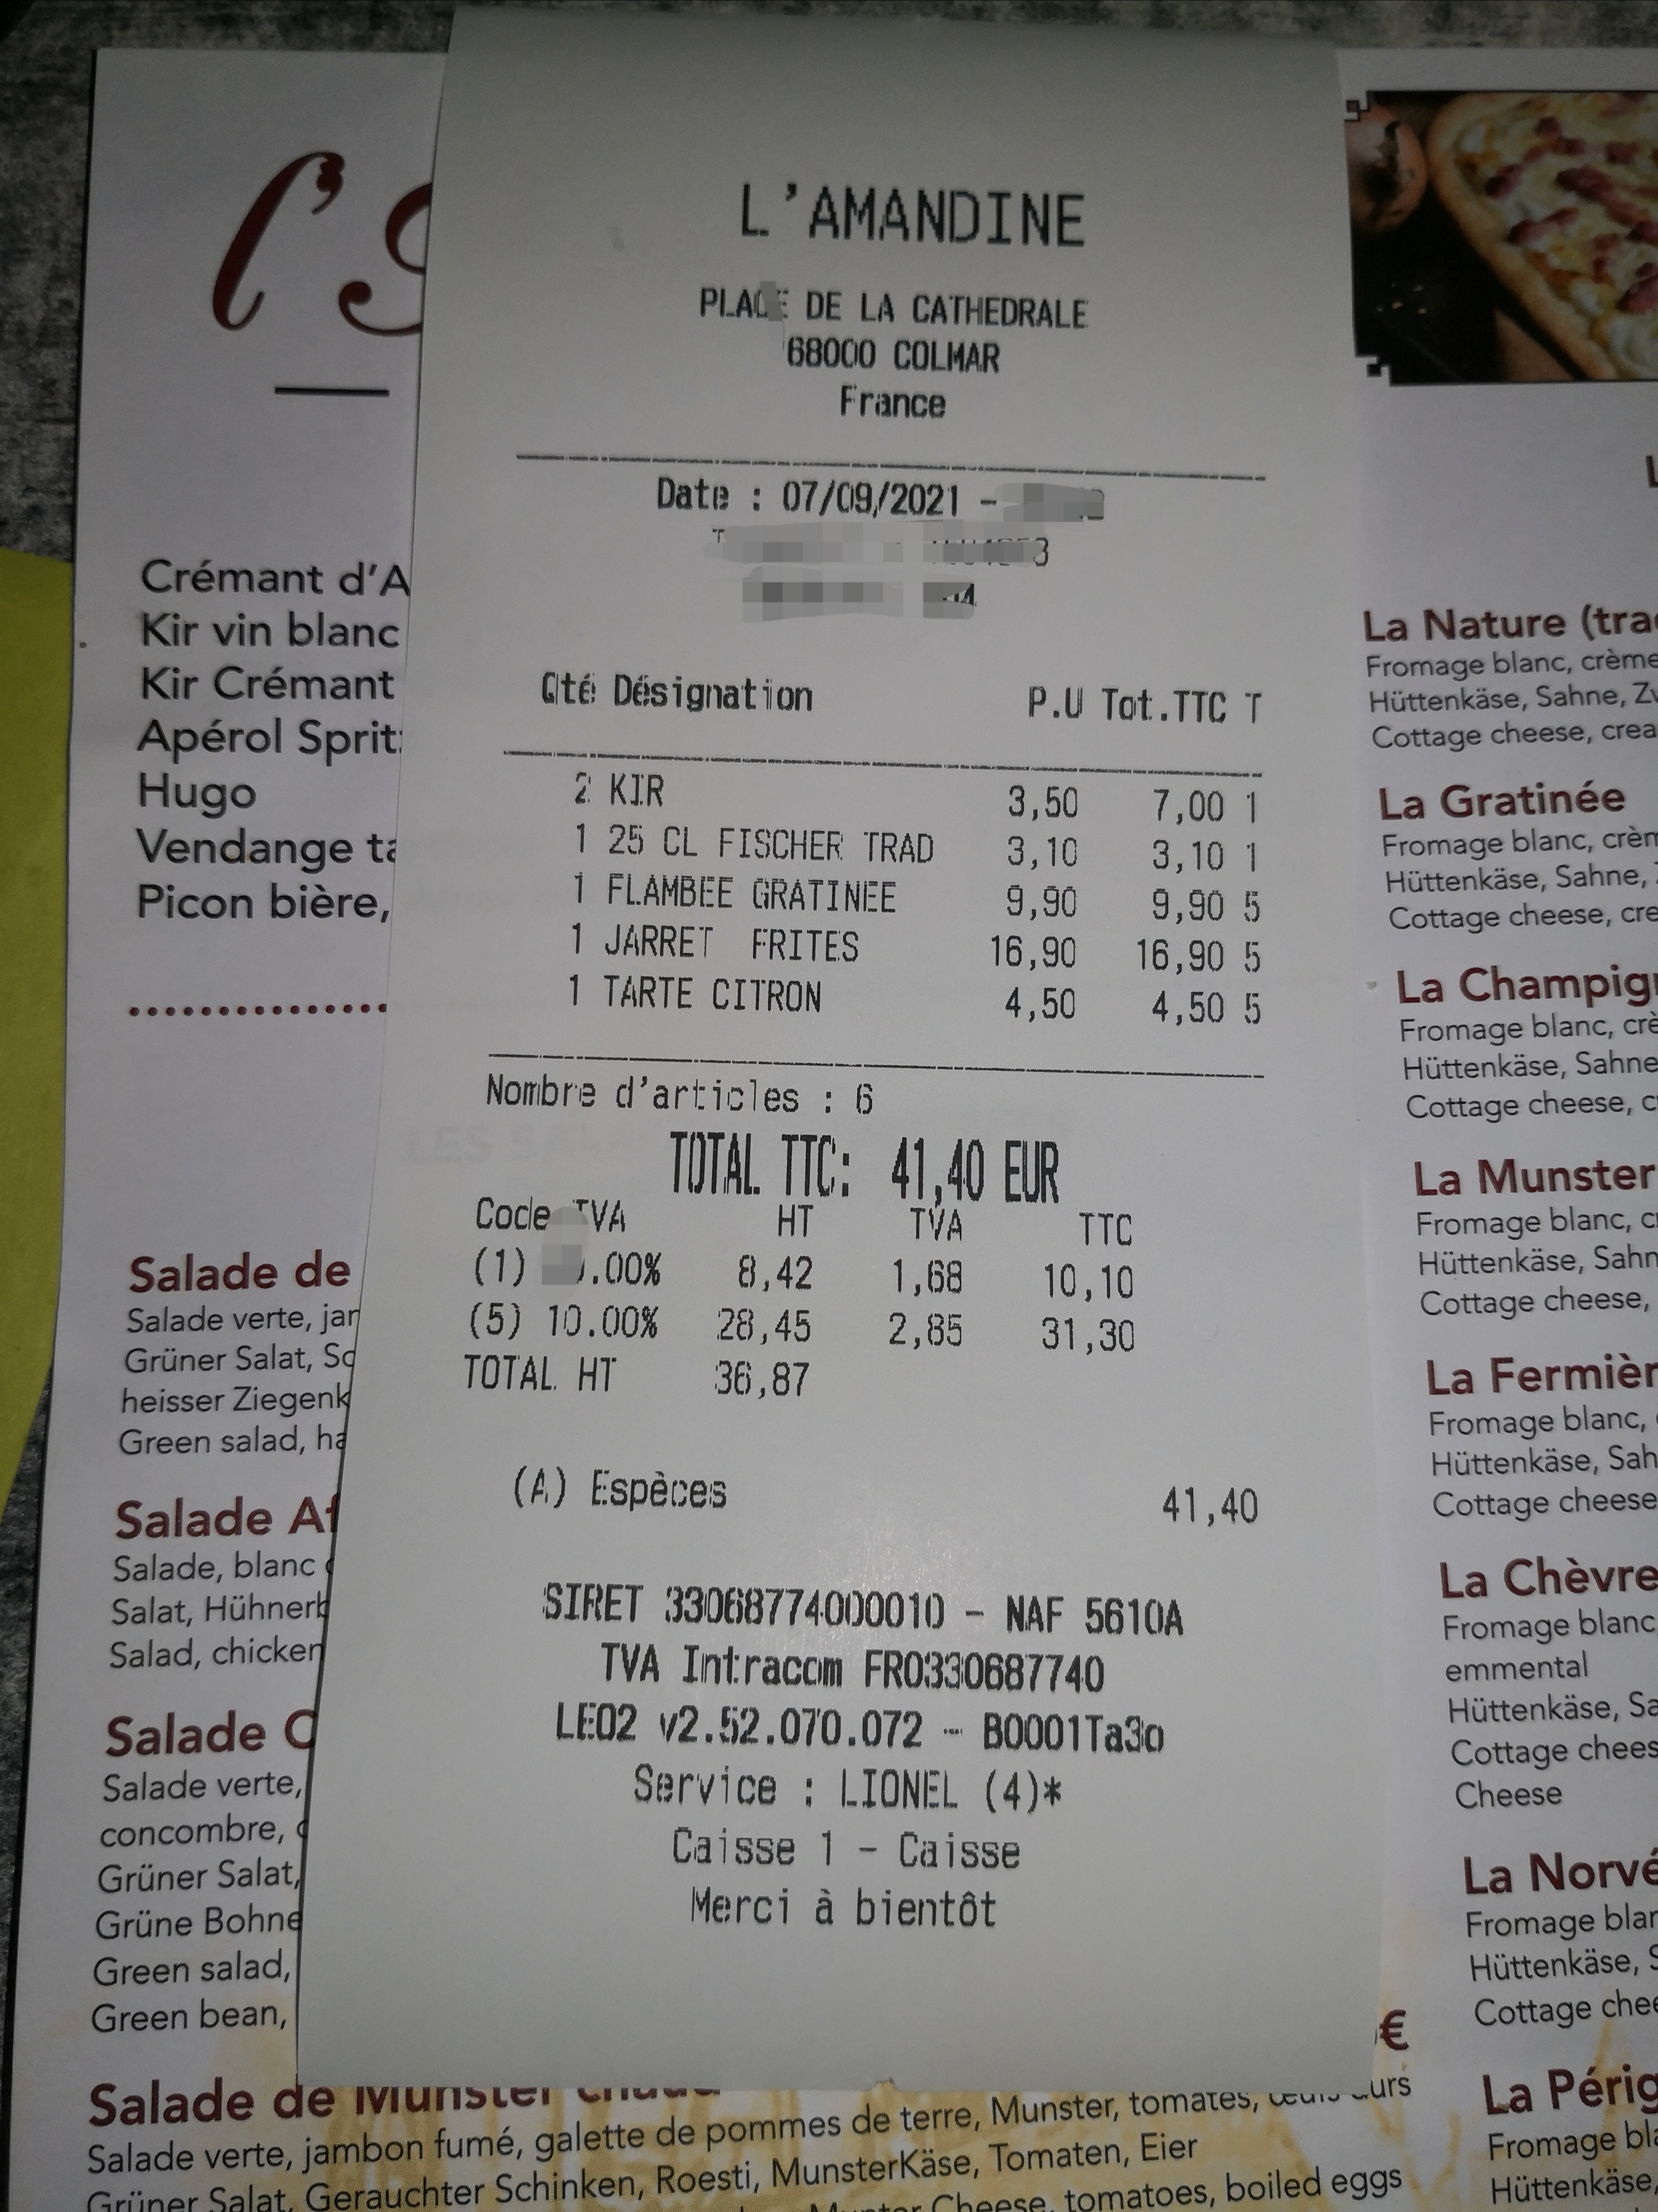 L'AMANDINE
PLACE DE LA CATHEDRALE
68000 COLMAR
France
Date : 07/09/2021 -
Qté Désignation P.U Tot.TTC T
2 KIR 3,50 7,00 1
1 25 CL FISCHER TRAD 3,10 3,10 1
1 FLAMBEE GRATINEE 9,90 9,90 5
1 JARRET FRITES 16,90 16,90 5
1 TARTE CITRON 4,50 4,50 5
Nombre d'articles : 6
TOTAL TTC: 41,40 EUR
Code TVA HT TVA TTC
(1) .00% 8,42 1,68 10,10
(5) 10.00% 28,45 2,85 31,30
TOTAL HT 36,87
(A) Espèces 41,40
SIRET 33068774000010 - NAF 5610A
TVA Intracom FR0330687740
LEO2 v2.52.070.072 - B0001Ta3o
Service : LIONEL (4)*
Caisse 1 - Caisse
Merci à bientôt
l'
Crémant d'A
Kir vin blanc
Kir Crémant
Apérol Sprit
Hugo
Vendange ta
Picon bière,
Salade de
Salade verte, jar
Grüner Salat, Sc
heisser Ziegenk
Green salad, ha
Salade Af
Salade, blanc
Salat, Hühnerb
Salad, chicken
Salade C
Salade verte,
concombre,
Grüner Salat,
Grüne Bohne
Green salad,
Green bean,
€
Salade de Munster chaud
Salade verte, jambon fumé, galette de pommes de terre, Munster, tomates, œufs durs
Grüner Salat, Gerauchter Schinken, Roesti, MunsterKäse, Tomaten, Eier
Munster Cheese, tomatoes, boiled eggs
La Nature (tra
Fromage blanc, crème
Hüttenkäse, Sahne, Zw
Cottage cheese, crea
La Gratinée
Fromage blanc, crèm
Hüttenkäse, Sahne,
Cottage cheese, cre
La Champig
Fromage blanc, crè
Hüttenkäse, Sahne
Cottage cheese, c
La Munster
Fromage blanc, c
Hüttenkäse, Sahn
Cottage cheese,
La Fermièr
Fromage blanc,
Hüttenkäse, Sah
Cottage cheese
La Chèvre
Fromage blanc,
emmental
Hüttenkäse, Sa
Cottage chees
Cheese
La Norvé
Fromage blar
Hüttenkäse, S
Cottage chee
La Périg
Fromage bla
Hüttenkäse,